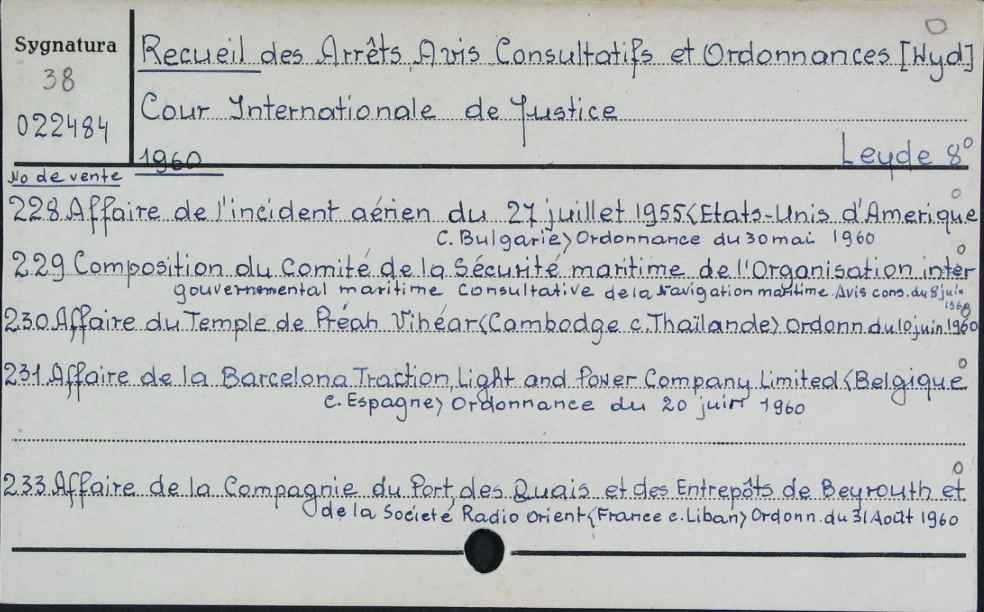 Sygnatura
38
022484
Recueil des Arrêts, Avis Consultatifs et Ordonnances [Wyd]
Cour Internationale de Justice
1960
Leyde 8°
No de vente
228 Affaire de l'incident aérien du 27 juillet 1955 <Etats-Unis d'Amerique
C. Bulgarie> Ordonnance du 30 mai 1960
229 Composition du Comité de la Sécurité maritime de l'Organisation inter
gouvernemental maritime Consultative de la Navigation maritime Avis cons. du 8 juin
1960
230 Affaire du Temple de Préah Vihéar <Cambodge c. Thaïlande> ordonn. du 10 juin 1960
231 Affaire de la Barcelona Traction, Light and Power Company, Limited <Belgique
c. Espagne> Ordonnance du 20 juin 1960
233 Affaire de la Compagnie du Port, des Quais et des Entrepôts de Beyrouth et
de la Societé Radio Orient <France c. Liban> Ordonn. du 31 Août 1960